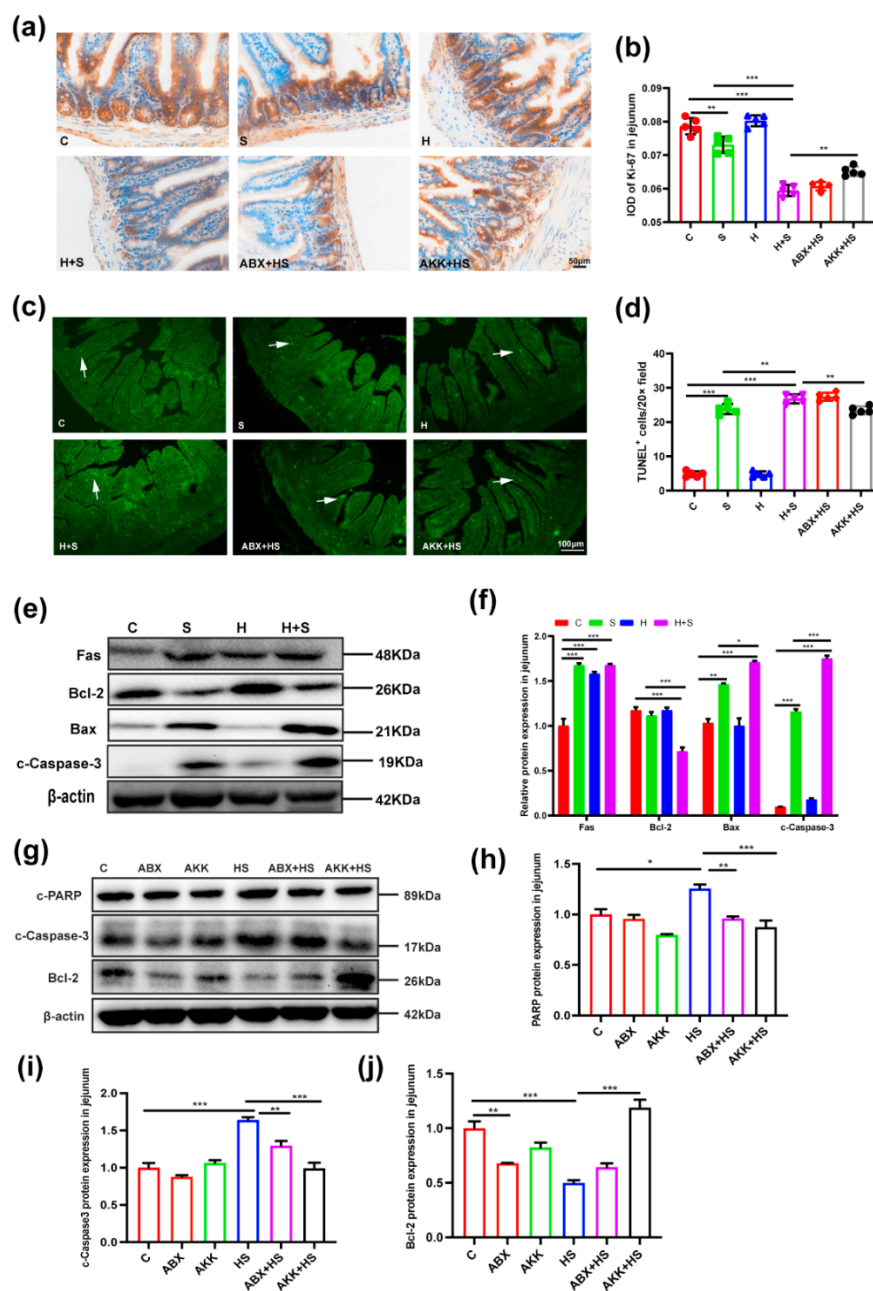 (a)
C
S
H
H+S
ABX+HS
AKK+HS
50μm
(b)
IOD of Ki-67 in jejunum
0.09
0.08
0.07
0.06
0.05
***
***
**
**
C
S
H
H+S
ABX+HS
AKK+HS
(c)
C
S
H
H+S
ABX+HS
AKK+HS
100μm
(d)
TUNEL+ cells/20× field
40
30
20
10
0
**
***
***
**
C
S
H
H+S
ABX+HS
AKK+HS
(e)
C S H H+S
Fas 48KDa
Bcl-2 26KDa
Bax 21KDa
c-Caspase-3 19KDa
β-actin 42KDa
(f)
C S H H+S
Relative protein expression in jejunum
2.0
1.5
1.0
0.5
0.0
***
***
***
***
***
*
***
**
***
***
***
Fas Bcl-2 Bax c-Caspase-3
(g)
C ABX AKK HS ABX+HS AKK+HS
c-PARP 89kDa
c-Caspase-3 17kDa
Bcl-2 26kDa
β-actin 42kDa
(h)
PARP protein expression in jejunum
1.5
1.0
0.5
0.0
*
***
**
C
ABX
AKK
HS
ABX+HS
AKK+HS
(i)
c-Caspase3 protein expression in jejunum
2.0
1.5
1.0
0.5
0.0
***
***
**
C
ABX
AKK
HS
ABX+HS
AKK+HS
(j)
Bcl-2 protein expression in jejunum
1.5
1.0
0.5
0.0
***
***
**
C
ABX
AKK
HS
ABX+HS
AKK+HS